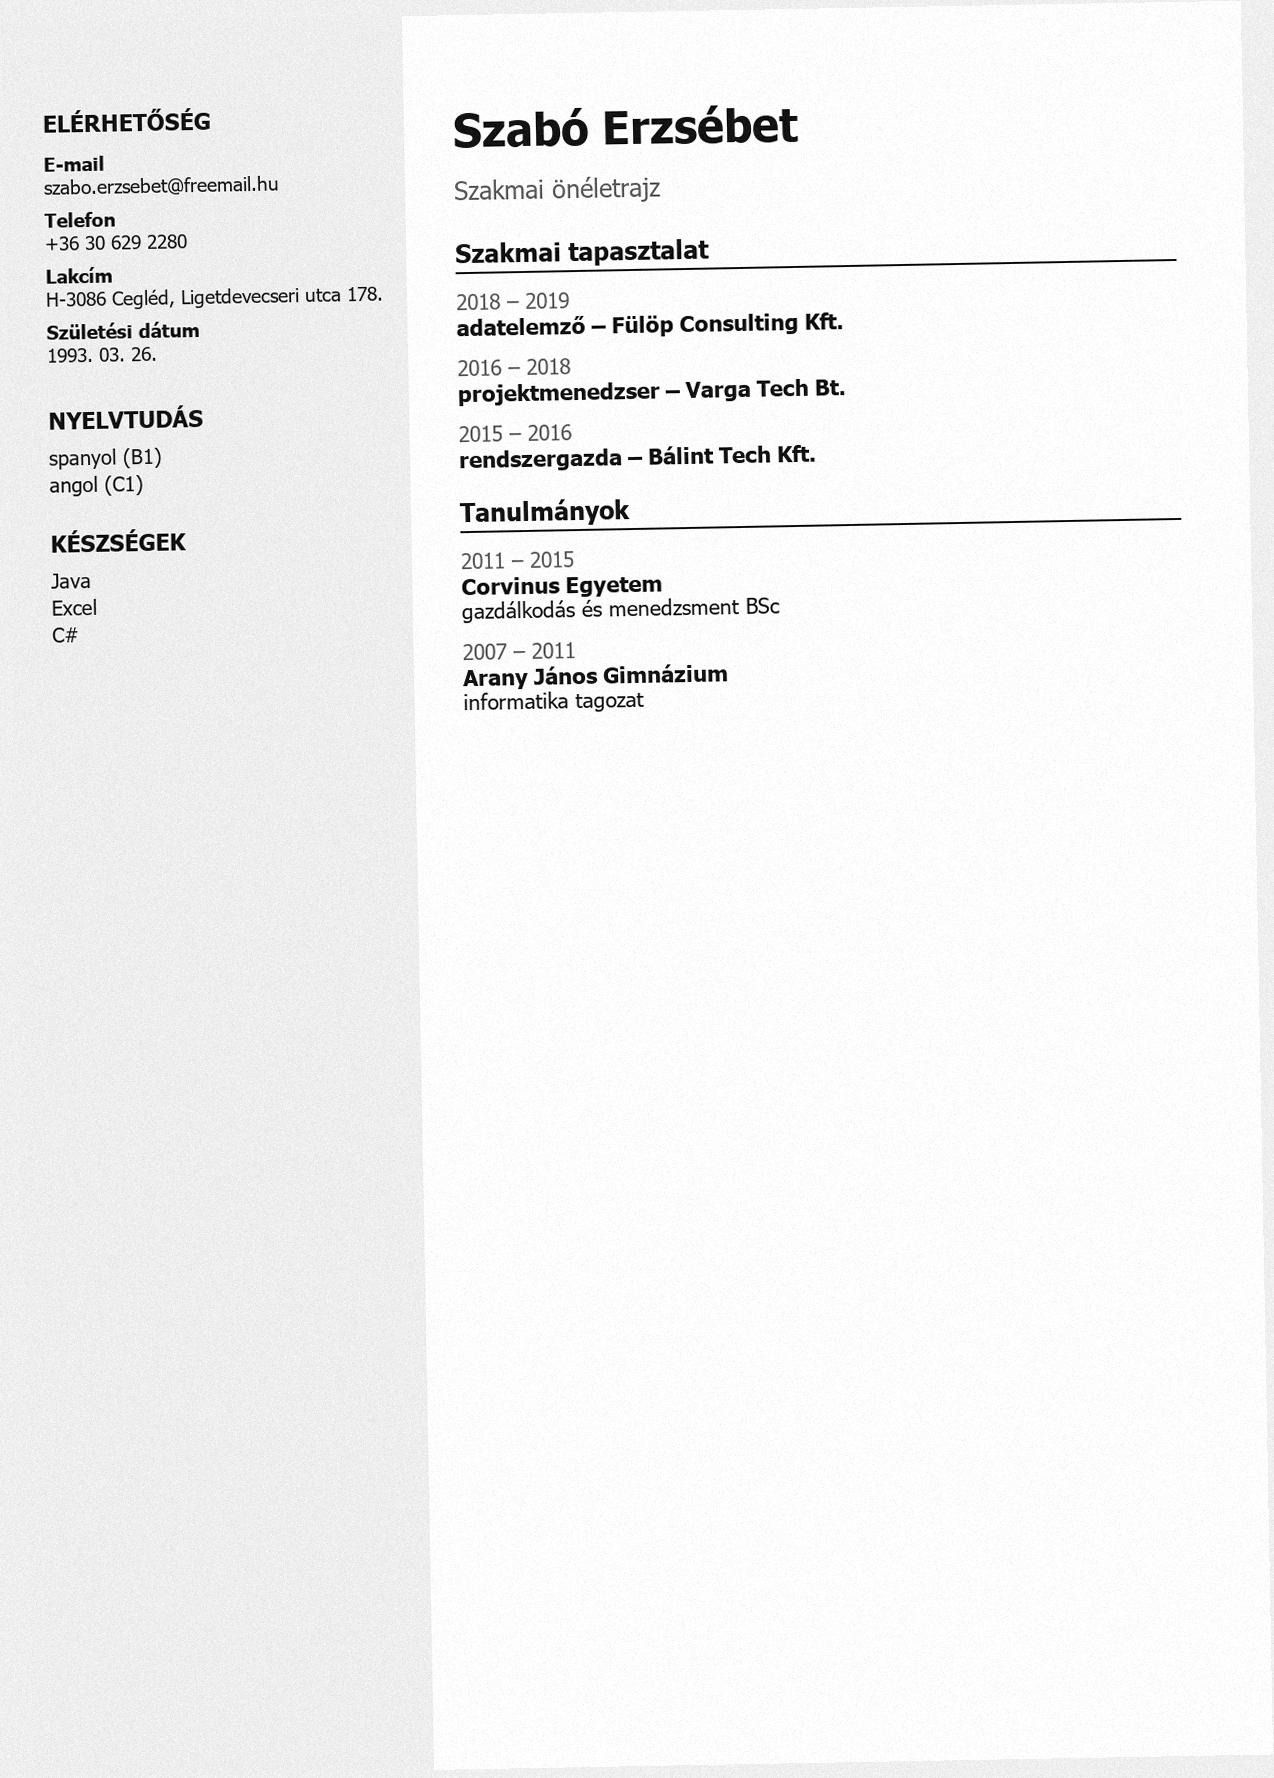 ELÉRHETŐSÉG
E-mail
szabo.erzsebet@freemail.hu
Telefon
+36 30 629 2280
Lakcím
H-3086 Cegléd, Ligetdevecseri utca 178.
Születési dátum
1993. 03. 26.
NYELVTUDÁS
spanyol (B1)
angol (C1)
KÉSZSÉGEK
Java
Excel
C#
Szabó Erzsébet
Szakmai önéletrajz
Szakmai tapasztalat
2018 – 2019
adatelemző – Fülöp Consulting Kft.
2016 – 2018
projektmenedzser – Varga Tech Bt.
2015 – 2016
rendszergazda – Bálint Tech Kft.
Tanulmányok
2011 – 2015
Corvinus Egyetem
gazdálkodás és menedzsment BSc
2007 – 2011
Arany János Gimnázium
informatika tagozat